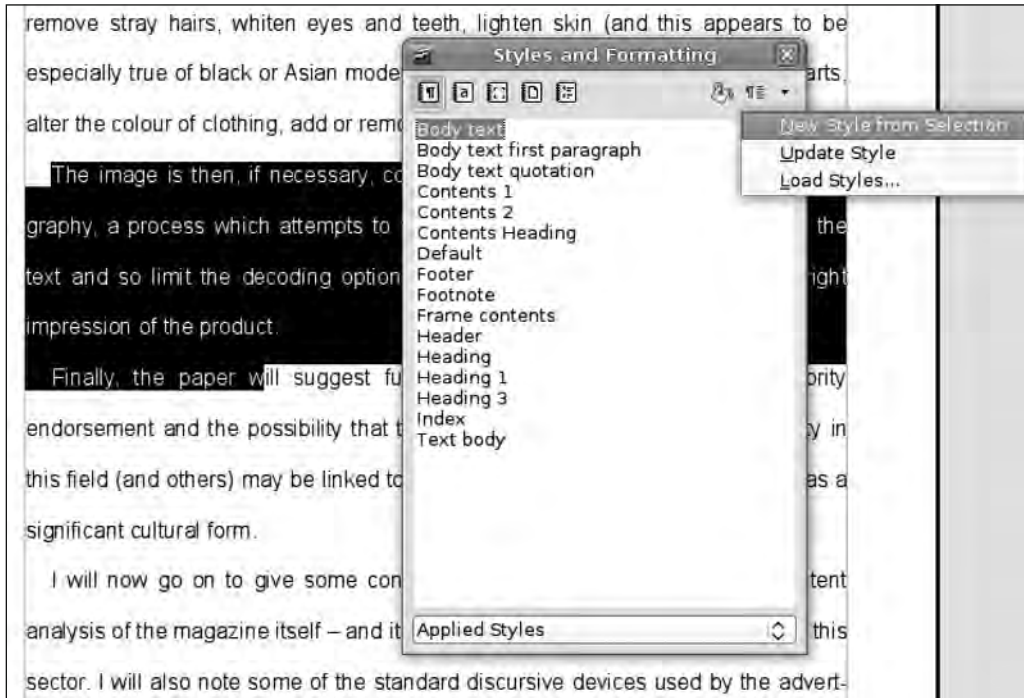 remove stray hairs, whiten eyes and teeth, lighten skin (and this appears to be
especially true of black or Asian mode
arts,
alter the colour of clothing, add or remo
The image is then, if necessary, co
graphy, a process which attempts to
the
text and so limit the decoding option
ight
impression of the product.
Finally, the paper will suggest fu
ority
endorsement and the possibility that t
y in
this field (and others) may be linked to
as a
significant cultural form.
I will now go on to give some con
tent
analysis of the magazine itself – and it
this
sector. I will also note some of the standard discursive devices used by the advert-
Styles and Formatting
Body text
Body text first paragraph
Body text quotation
Contents 1
Contents 2
Contents Heading
Default
Footer
Footnote
Frame contents
Header
Heading
Heading 1
Heading 3
Index
Text body
Applied Styles
New Style from Selection
Update Style
Load Styles...